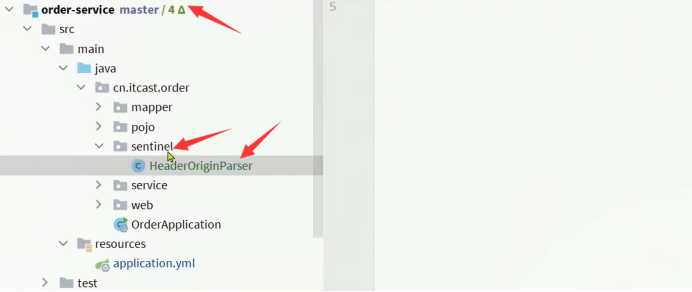 order-service master / 4 Δ
5
src
main
java
cn.itcast.order
mapper
pojo
sentinel
HeaderOriginParser
service
web
OrderApplication
resources
application.yml
test